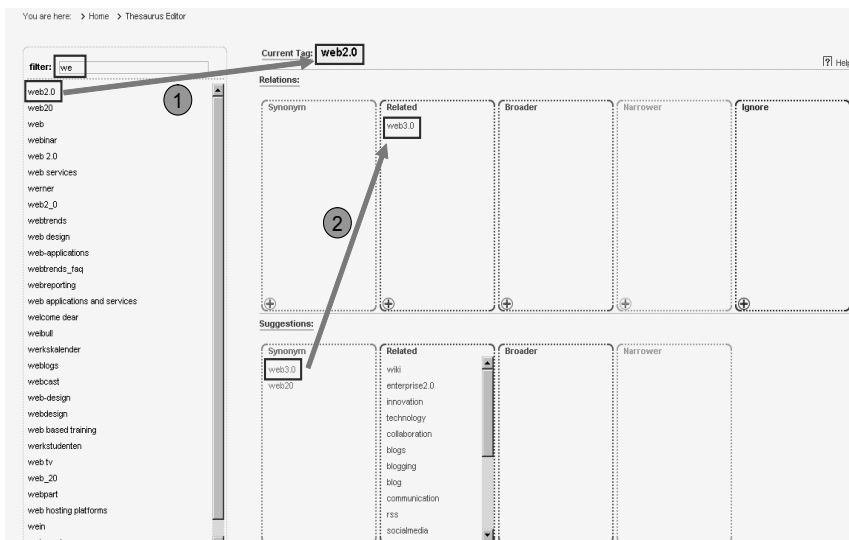 You are here: > Home > Thesaurus Editor
filter: we
web2.0
web20
web
webinar
web 2.0
web services
werner
web2_0
webtrends
web design
web-applications
webtrends_faq
webreporting
web applications and services
welcome dear
weibull
werkskalender
weblogs
webcast
web-design
webdesign
web based training
werkstudenten
web tv
web_20
webpart
web hosting platforms
wein
1
Current Tag: web2.0
? Help
Relations:
Synonym Related Broader Narrower Ignore
web3.0
2
Suggestions:
Synonym Related Broader Narrower
web3.0
web20
wiki
enterprise2.0
innovation
technology
collaboration
blogs
blogging
blog
communication
rss
socialmedia